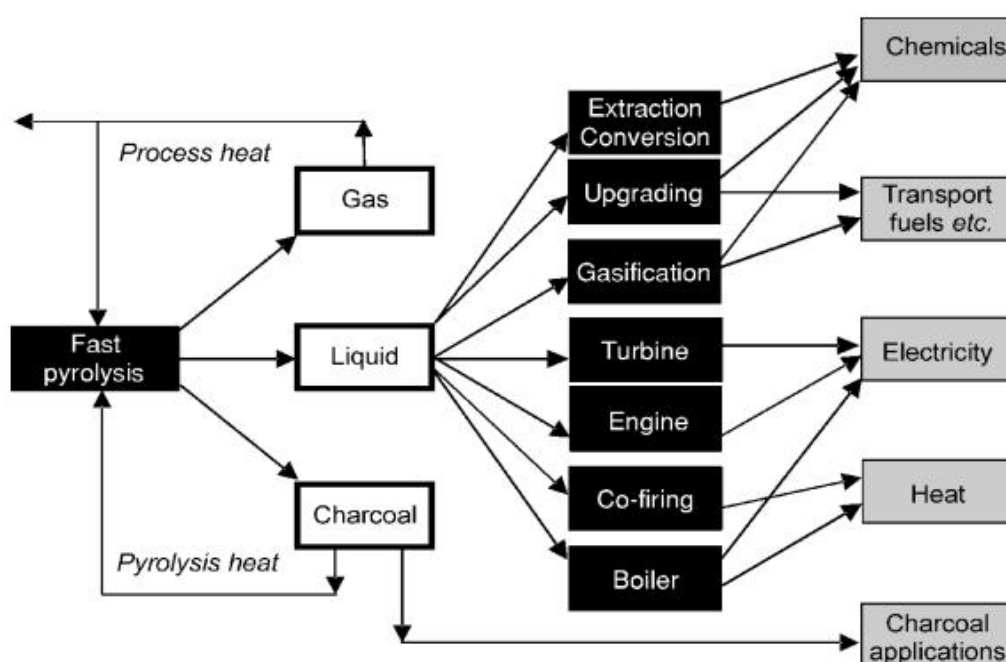 Process heat
Gas
Fast
pyrolysis
Liquid
Charcoal
Pyrolysis heat
Extraction
Conversion
Upgrading
Gasification
Turbine
Engine
Co-firing
Boiler
Chemicals
Transport
fuels etc.
Electricity
Heat
Charcoal
applications